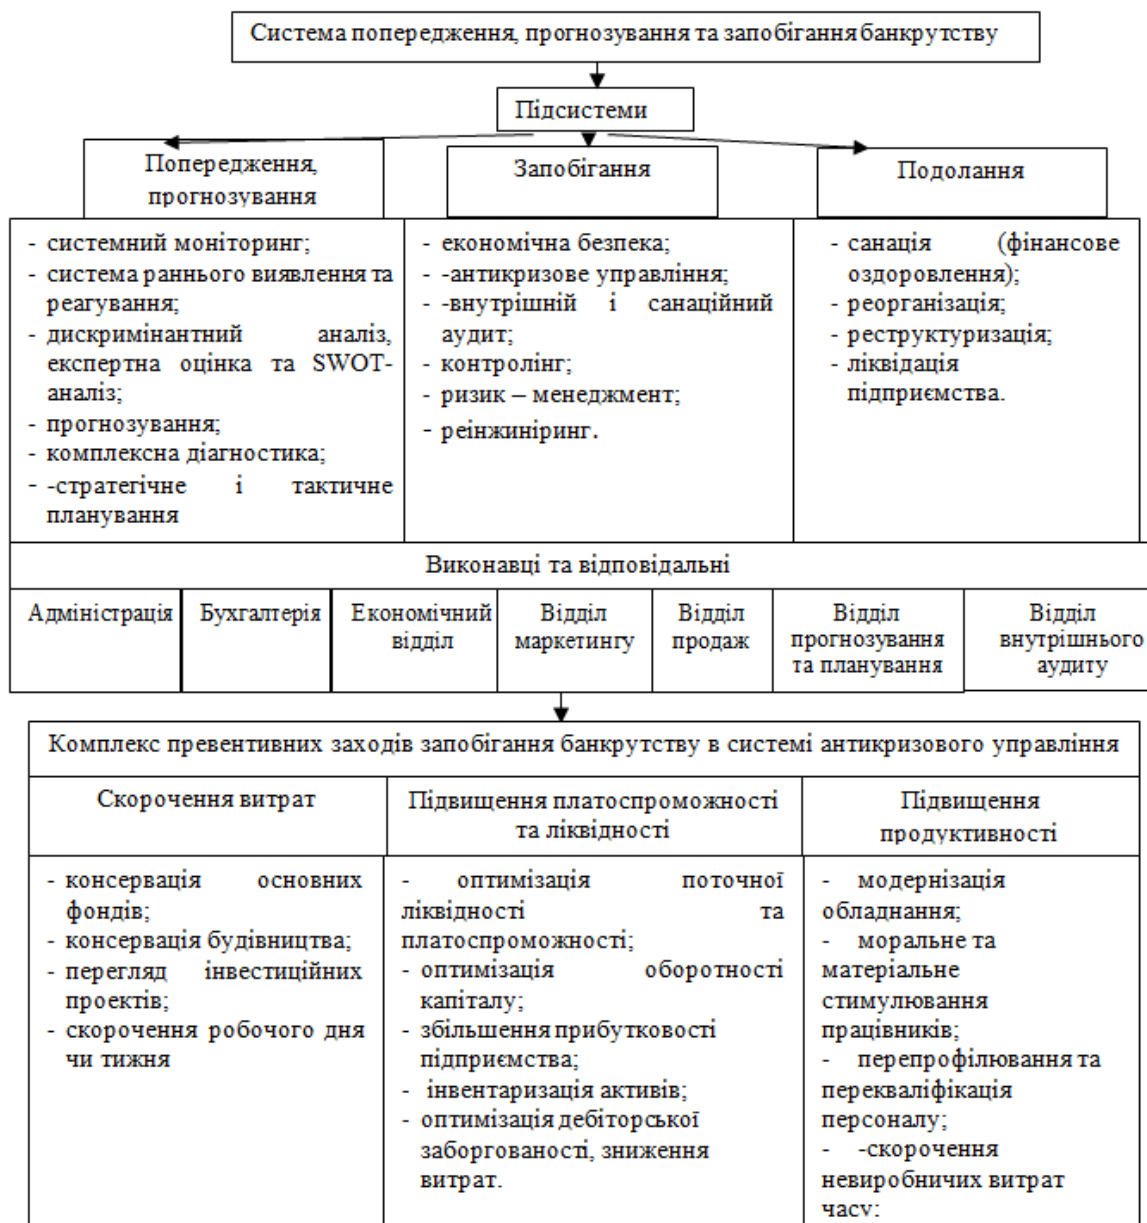 Система попередження, прогнозування та запобігання банкрутству
Підсистеми
Попередження,
прогнозування
Запобігання
Подолання
- системний моніторинг;
- система раннього виявлення та
реагування;
- дискримінантний аналіз,
експертна оцінка та SWOT-
аналіз;
- прогнозування;
- комплексна діагностика;
- -стратегічне і тактичне
планування
- економічна безпека;
- -антикризове управління;
- -внутрішній і санаційний
аудит;
- контролінг;
- ризик – менеджмент;
- реінжиніринг.
- санація (фінансове
оздоровлення);
- реорганізація;
- реструктуризація;
- ліквідація
підприємства.
Виконавці та відповідальні
Адміністрація
Бухгалтерія
Економічний
відділ
Відділ
маркетингу
Відділ
продаж
Відділ
прогнозування
та планування
Відділ
внутрішнього
аудиту
Комплекс превентивних заходів запобігання банкрутству в системі антикризового управління
Скорочення витрат
Підвищення платоспроможності
та ліквідності
Підвищення
продуктивності
- консервація основних
фондів;
- консервація будівництва;
- перегляд інвестиційних
проектів;
- скорочення робочого дня
чи тижня
- оптимізація поточної
ліквідності та
платоспроможності;
- оптимізація оборотності
капіталу;
- збільшення прибутковості
підприємства;
- інвентаризація активів;
- оптимізація дебіторської
заборгованості, зниження
витрат.
- модернізація
обладнання;
- моральне та
матеріальне
стимулювання
працівників;
- перепрофілювання та
перекваліфікація
персоналу;
- -скорочення
невиробничих витрат
часу;